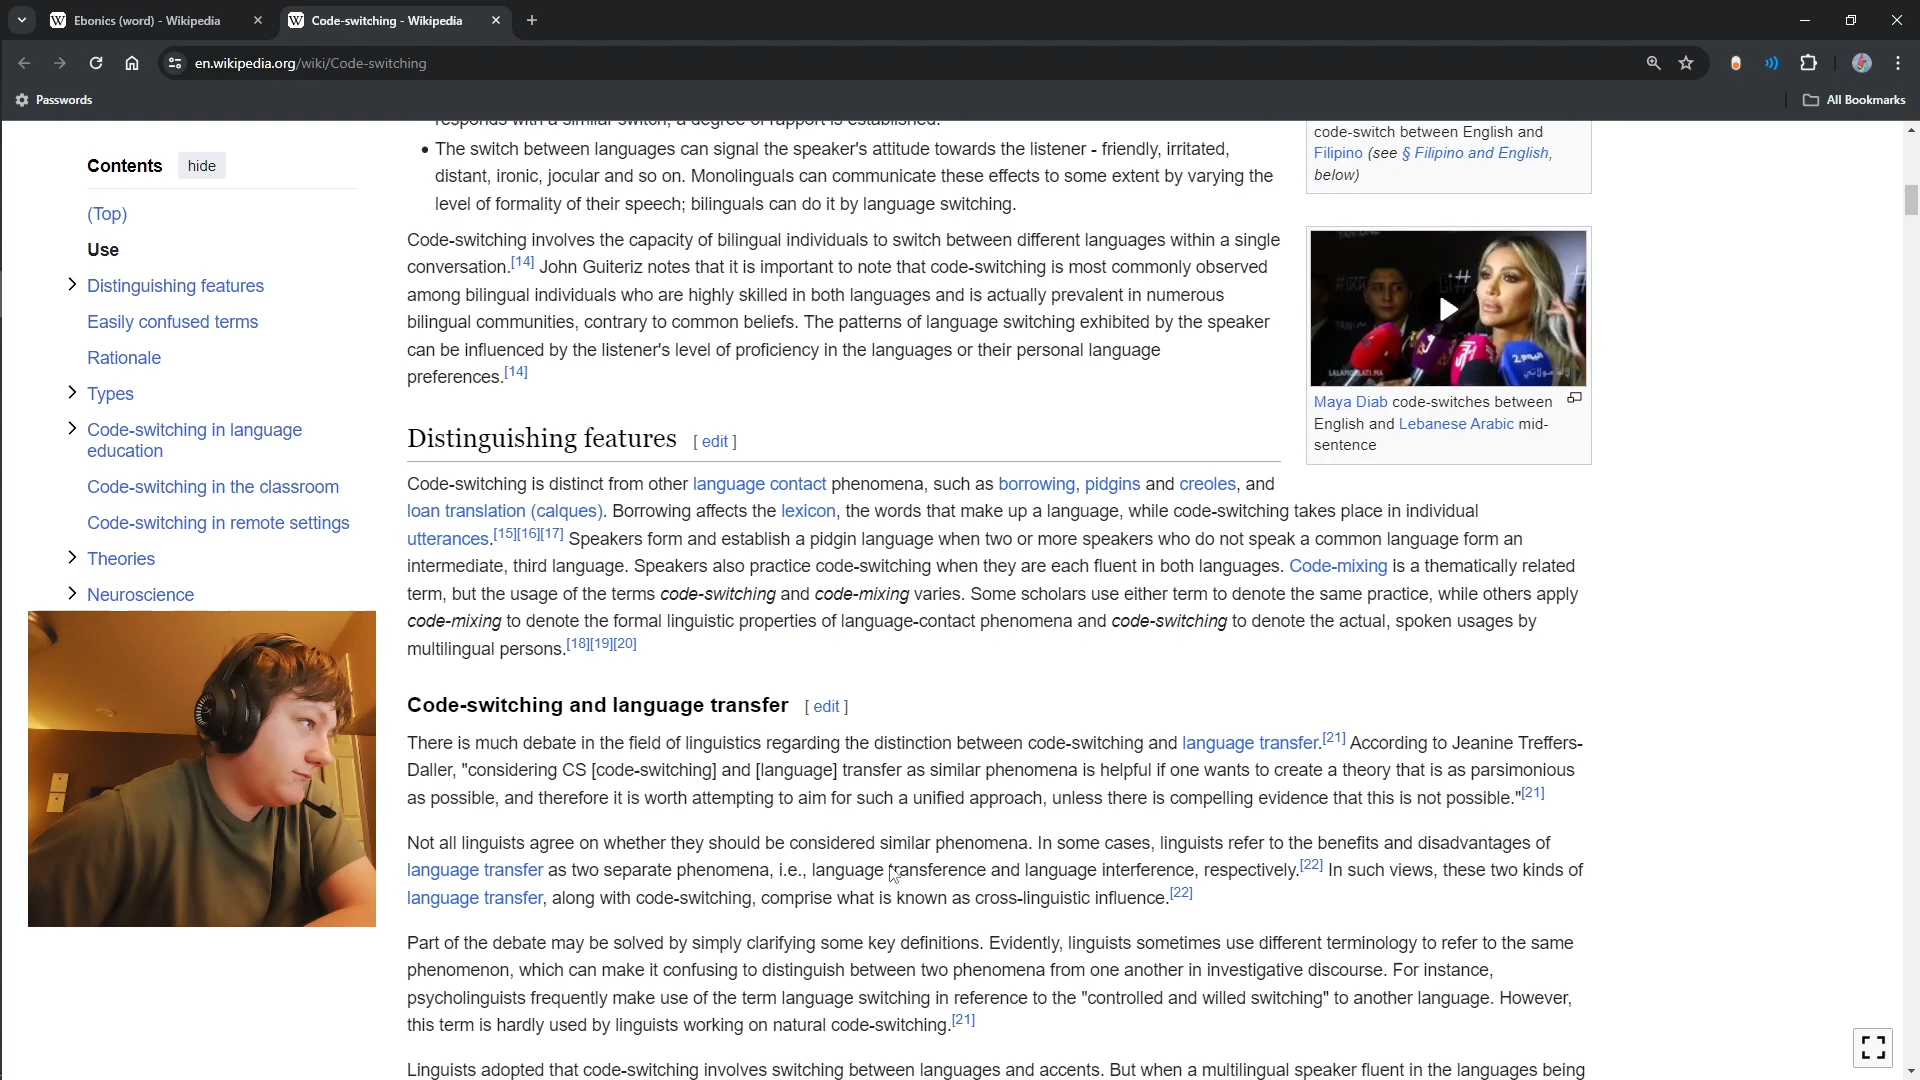 Ebonics (word) - Wikipedia
Code-switching - Wikipedia
en.wikipedia.org/wiki/Code-switching
Passwords
All Bookmarks
Contents
hide
(Top)
Use
Distinguishing features
Easily confused terms
Rationale
Types
Code-switching in language
education
Code-switching in the classroom
Code-switching in remote settings
Theories
Neuroscience
responds with a similar switch, a degree of rapport is established.
• The switch between languages can signal the speaker's attitude towards the listener - friendly, irritated,
distant, ironic, jocular and so on. Monolinguals can communicate these effects to some extent by varying the
level of formality of their speech; bilinguals can do it by language switching.
Code-switching involves the capacity of bilingual individuals to switch between different languages within a single
conversation.[14] John Guiteriz notes that it is important to note that code-switching is most commonly observed
among bilingual individuals who are highly skilled in both languages and is actually prevalent in numerous
bilingual communities, contrary to common beliefs. The patterns of language switching exhibited by the speaker
can be influenced by the listener's level of proficiency in the languages or their personal language
preferences.[14]
code-switch between English and
Filipino (see § Filipino and English,
below)
Maya Diab code-switches between
English and Lebanese Arabic mid-
sentence
Distinguishing features [ edit ]
Code-switching is distinct from other language contact phenomena, such as borrowing, pidgins and creoles, and
loan translation (calques). Borrowing affects the lexicon, the words that make up a language, while code-switching takes place in individual
utterances.[15][16][17] Speakers form and establish a pidgin language when two or more speakers who do not speak a common language form an
intermediate, third language. Speakers also practice code-switching when they are each fluent in both languages. Code-mixing is a thematically related
term, but the usage of the terms code-switching and code-mixing varies. Some scholars use either term to denote the same practice, while others apply
code-mixing to denote the formal linguistic properties of language-contact phenomena and code-switching to denote the actual, spoken usages by
multilingual persons.[18][19][20]
Code-switching and language transfer [ edit ]
There is much debate in the field of linguistics regarding the distinction between code-switching and language transfer.[21] According to Jeanine Treffers-
Daller, "considering CS [code-switching] and [language] transfer as similar phenomena is helpful if one wants to create a theory that is as parsimonious
as possible, and therefore it is worth attempting to aim for such a unified approach, unless there is compelling evidence that this is not possible."[21]
Not all linguists agree on whether they should be considered similar phenomena. In some cases, linguists refer to the benefits and disadvantages of
language transfer as two separate phenomena, i.e., language transference and language interference, respectively.[22] In such views, these two kinds of
language transfer, along with code-switching, comprise what is known as cross-linguistic influence.[22]
Part of the debate may be solved by simply clarifying some key definitions. Evidently, linguists sometimes use different terminology to refer to the same
phenomenon, which can make it confusing to distinguish between two phenomena from one another in investigative discourse. For instance,
psycholinguists frequently make use of the term language switching in reference to the "controlled and willed switching" to another language. However,
this term is hardly used by linguists working on natural code-switching.[21]
Linguists adopted that code-switching involves switching between languages and accents. But when a multilingual speaker fluent in the languages being